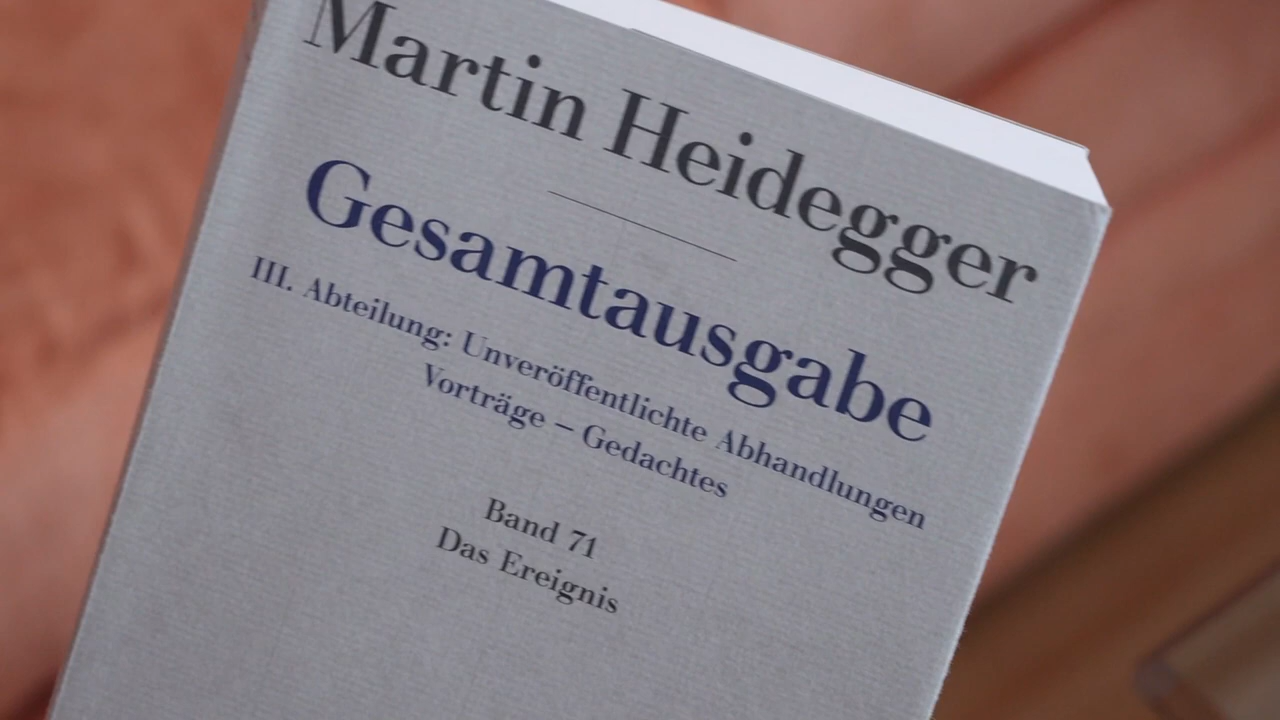 Martin Heidegger
Gesamtausgabe
III. Abteilung: Unveröffentlichte Abhandlungen
Vorträge – Gedachtes
Band 71
Das Ereignis